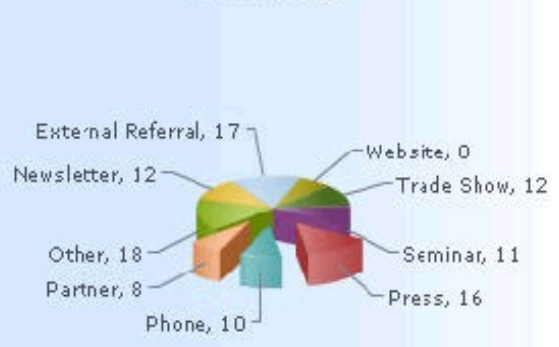 External Referral, 17
Website, 0
Newsletter, 12
Trade Show, 12
Other, 18
Seminar, 11
Partner, 8
Press, 16
Phone, 10